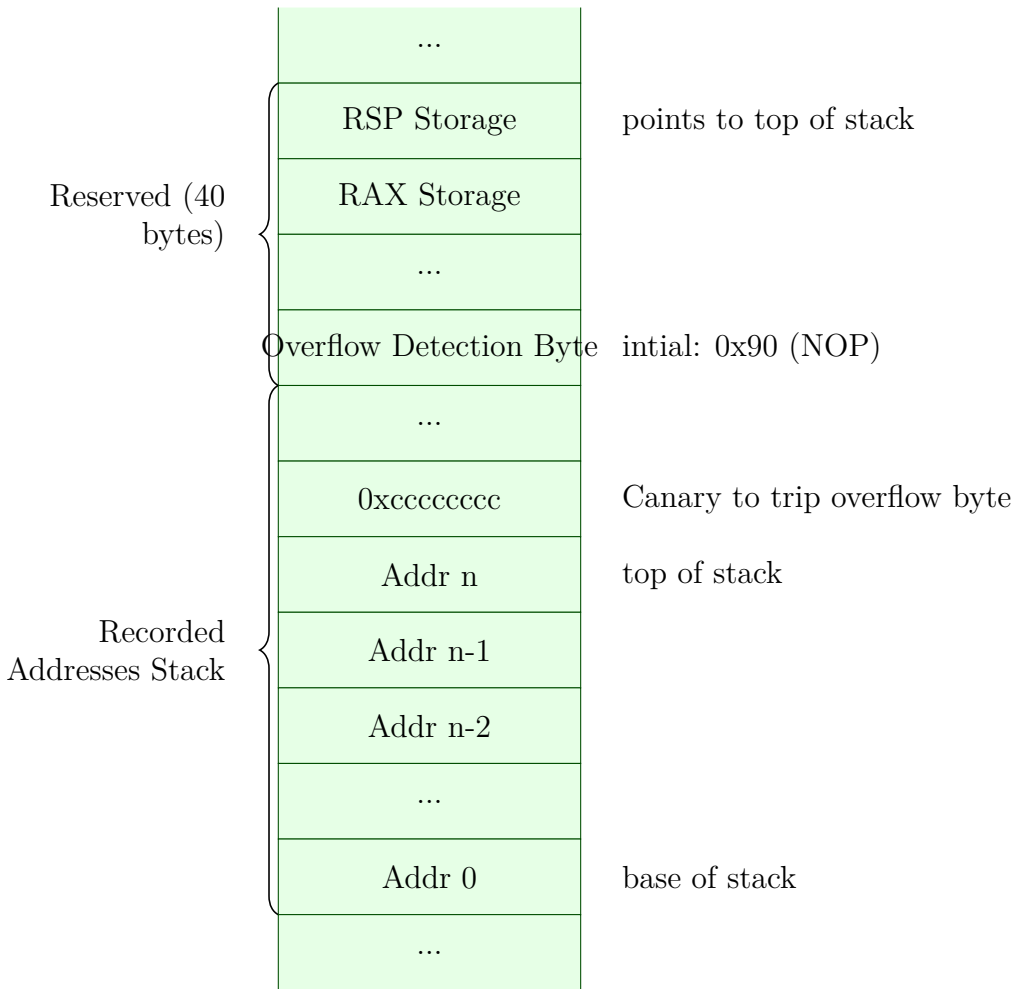 ...
RSP Storage
points to top of stack
Reserved (40
bytes)
RAX Storage
...
Overflow Detection Byte
intial: 0x90 (NOP)
...
0xcccccccc
Canary to trip overflow byte
Addr n
top of stack
Recorded
Addresses Stack
Addr n-1
Addr n-2
...
Addr 0
base of stack
...